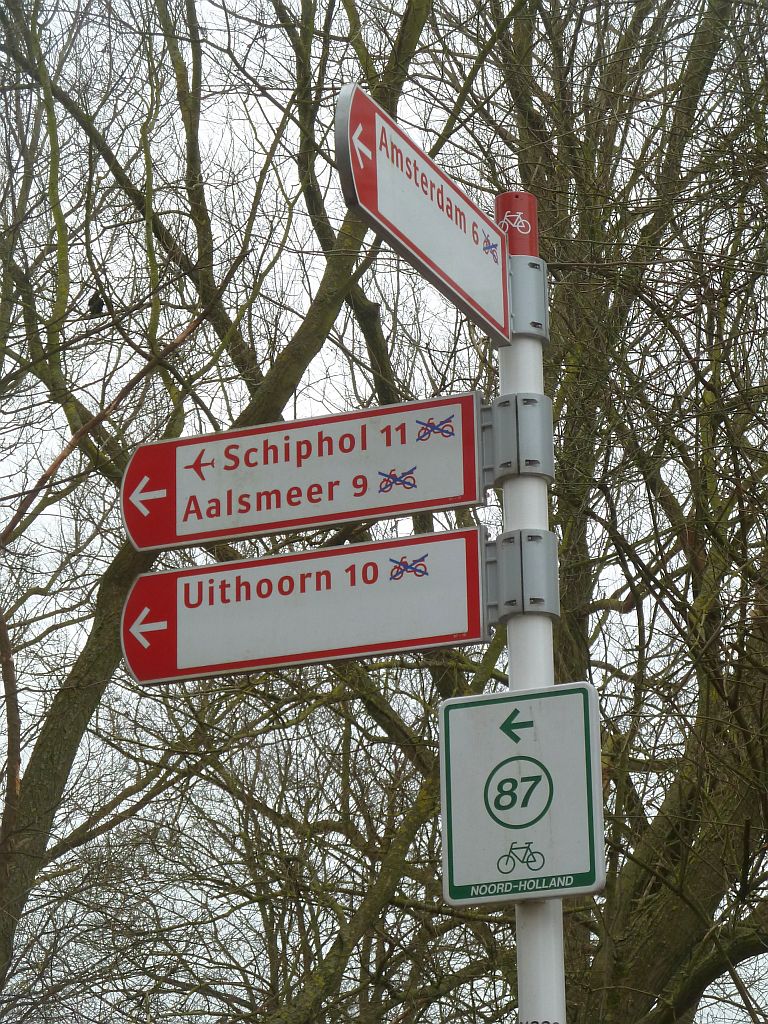 Amsterdam 6
Schiphol 11
Aalsmeer 9
Uithoorn 10
87
NOORD-HOLLAND